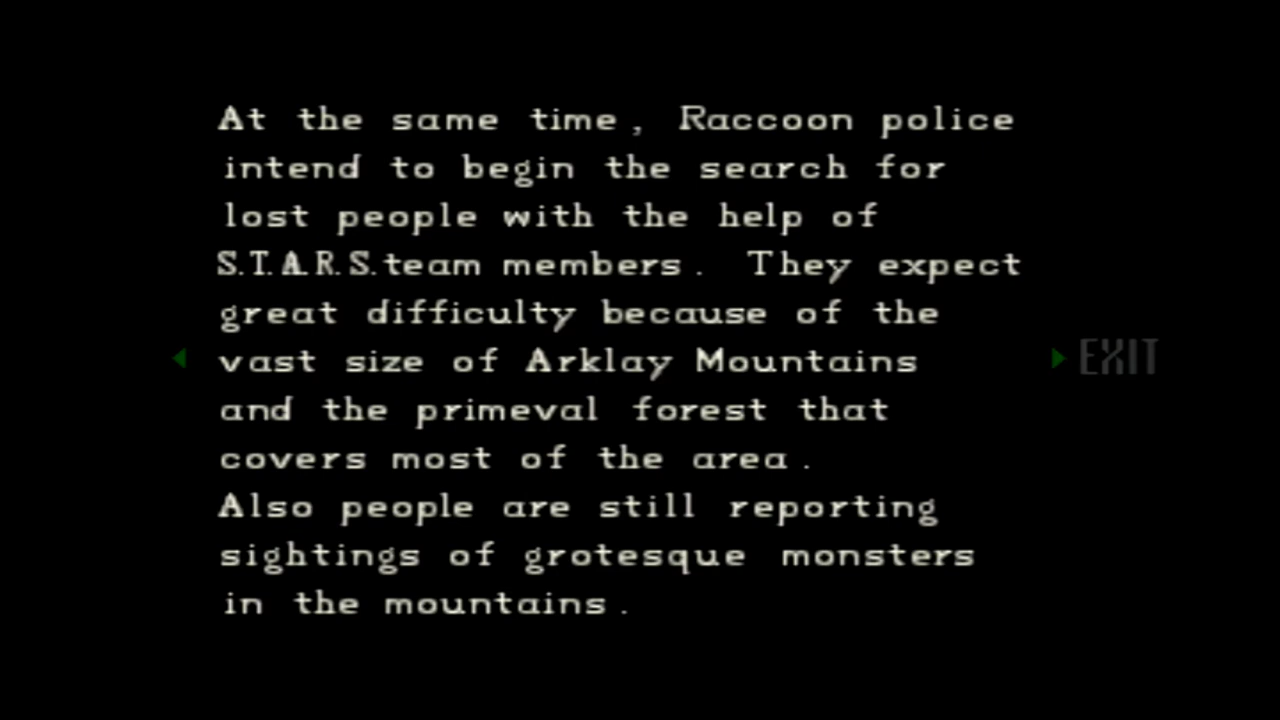 At the same time, Raccoon police
intend to begin the search for
lost people with the help of
S.T.A.R.S.team members. They expect
great difficulty because of the
vast size of Arklay Mountains
and the primeval forest that
covers most of the area.
Also people are still reporting
sightings of grotesque monsters
in the mountains.
EXIT